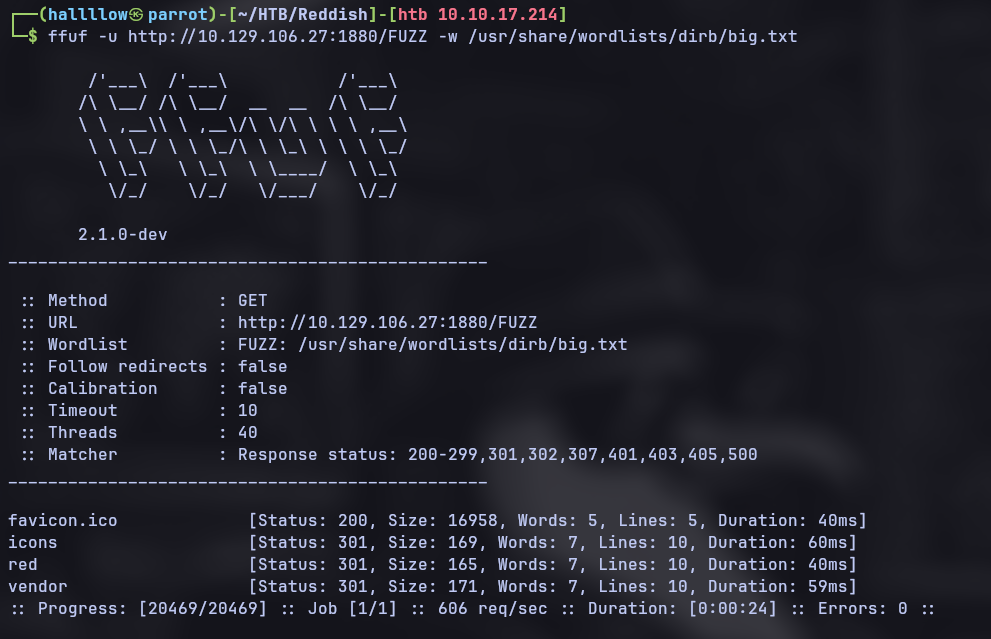 ┌──(hallllow㉿parrot)-[~/HTB/Reddish]-[htb 10.10.17.214]
└─$ ffuf -u http://10.129.106.27:1880/FUZZ -w /usr/share/wordlists/dirb/big.txt
        /'___\  /'___\           /'___\
       /\ \__/ /\ \__/  __  __  /\ \__/
       \ \ ,__\\ \ ,__\/\ \/\ \ \ \ ,__\
        \ \ \_/ \ \ \_/\ \ \_\ \ \ \ \_/
         \ \_\   \ \_\  \ \____/  \ \_\
          \/_/    \/_/   \/___/    \/_/
       2.1.0-dev
________________________________________________
 :: Method           : GET
 :: URL              : http://10.129.106.27:1880/FUZZ
 :: Wordlist         : FUZZ: /usr/share/wordlists/dirb/big.txt
 :: Follow redirects : false
 :: Calibration      : false
 :: Timeout          : 10
 :: Threads          : 40
 :: Matcher          : Response status: 200-299,301,302,307,401,403,405,500
________________________________________________
favicon.ico             [Status: 200, Size: 16958, Words: 5, Lines: 5, Duration: 40ms]
icons                   [Status: 301, Size: 169, Words: 7, Lines: 10, Duration: 60ms]
red                     [Status: 301, Size: 165, Words: 7, Lines: 10, Duration: 40ms]
vendor                  [Status: 301, Size: 171, Words: 7, Lines: 10, Duration: 59ms]
:: Progress: [20469/20469] :: Job [1/1] :: 606 req/sec :: Duration: [0:00:24] :: Errors: 0 ::